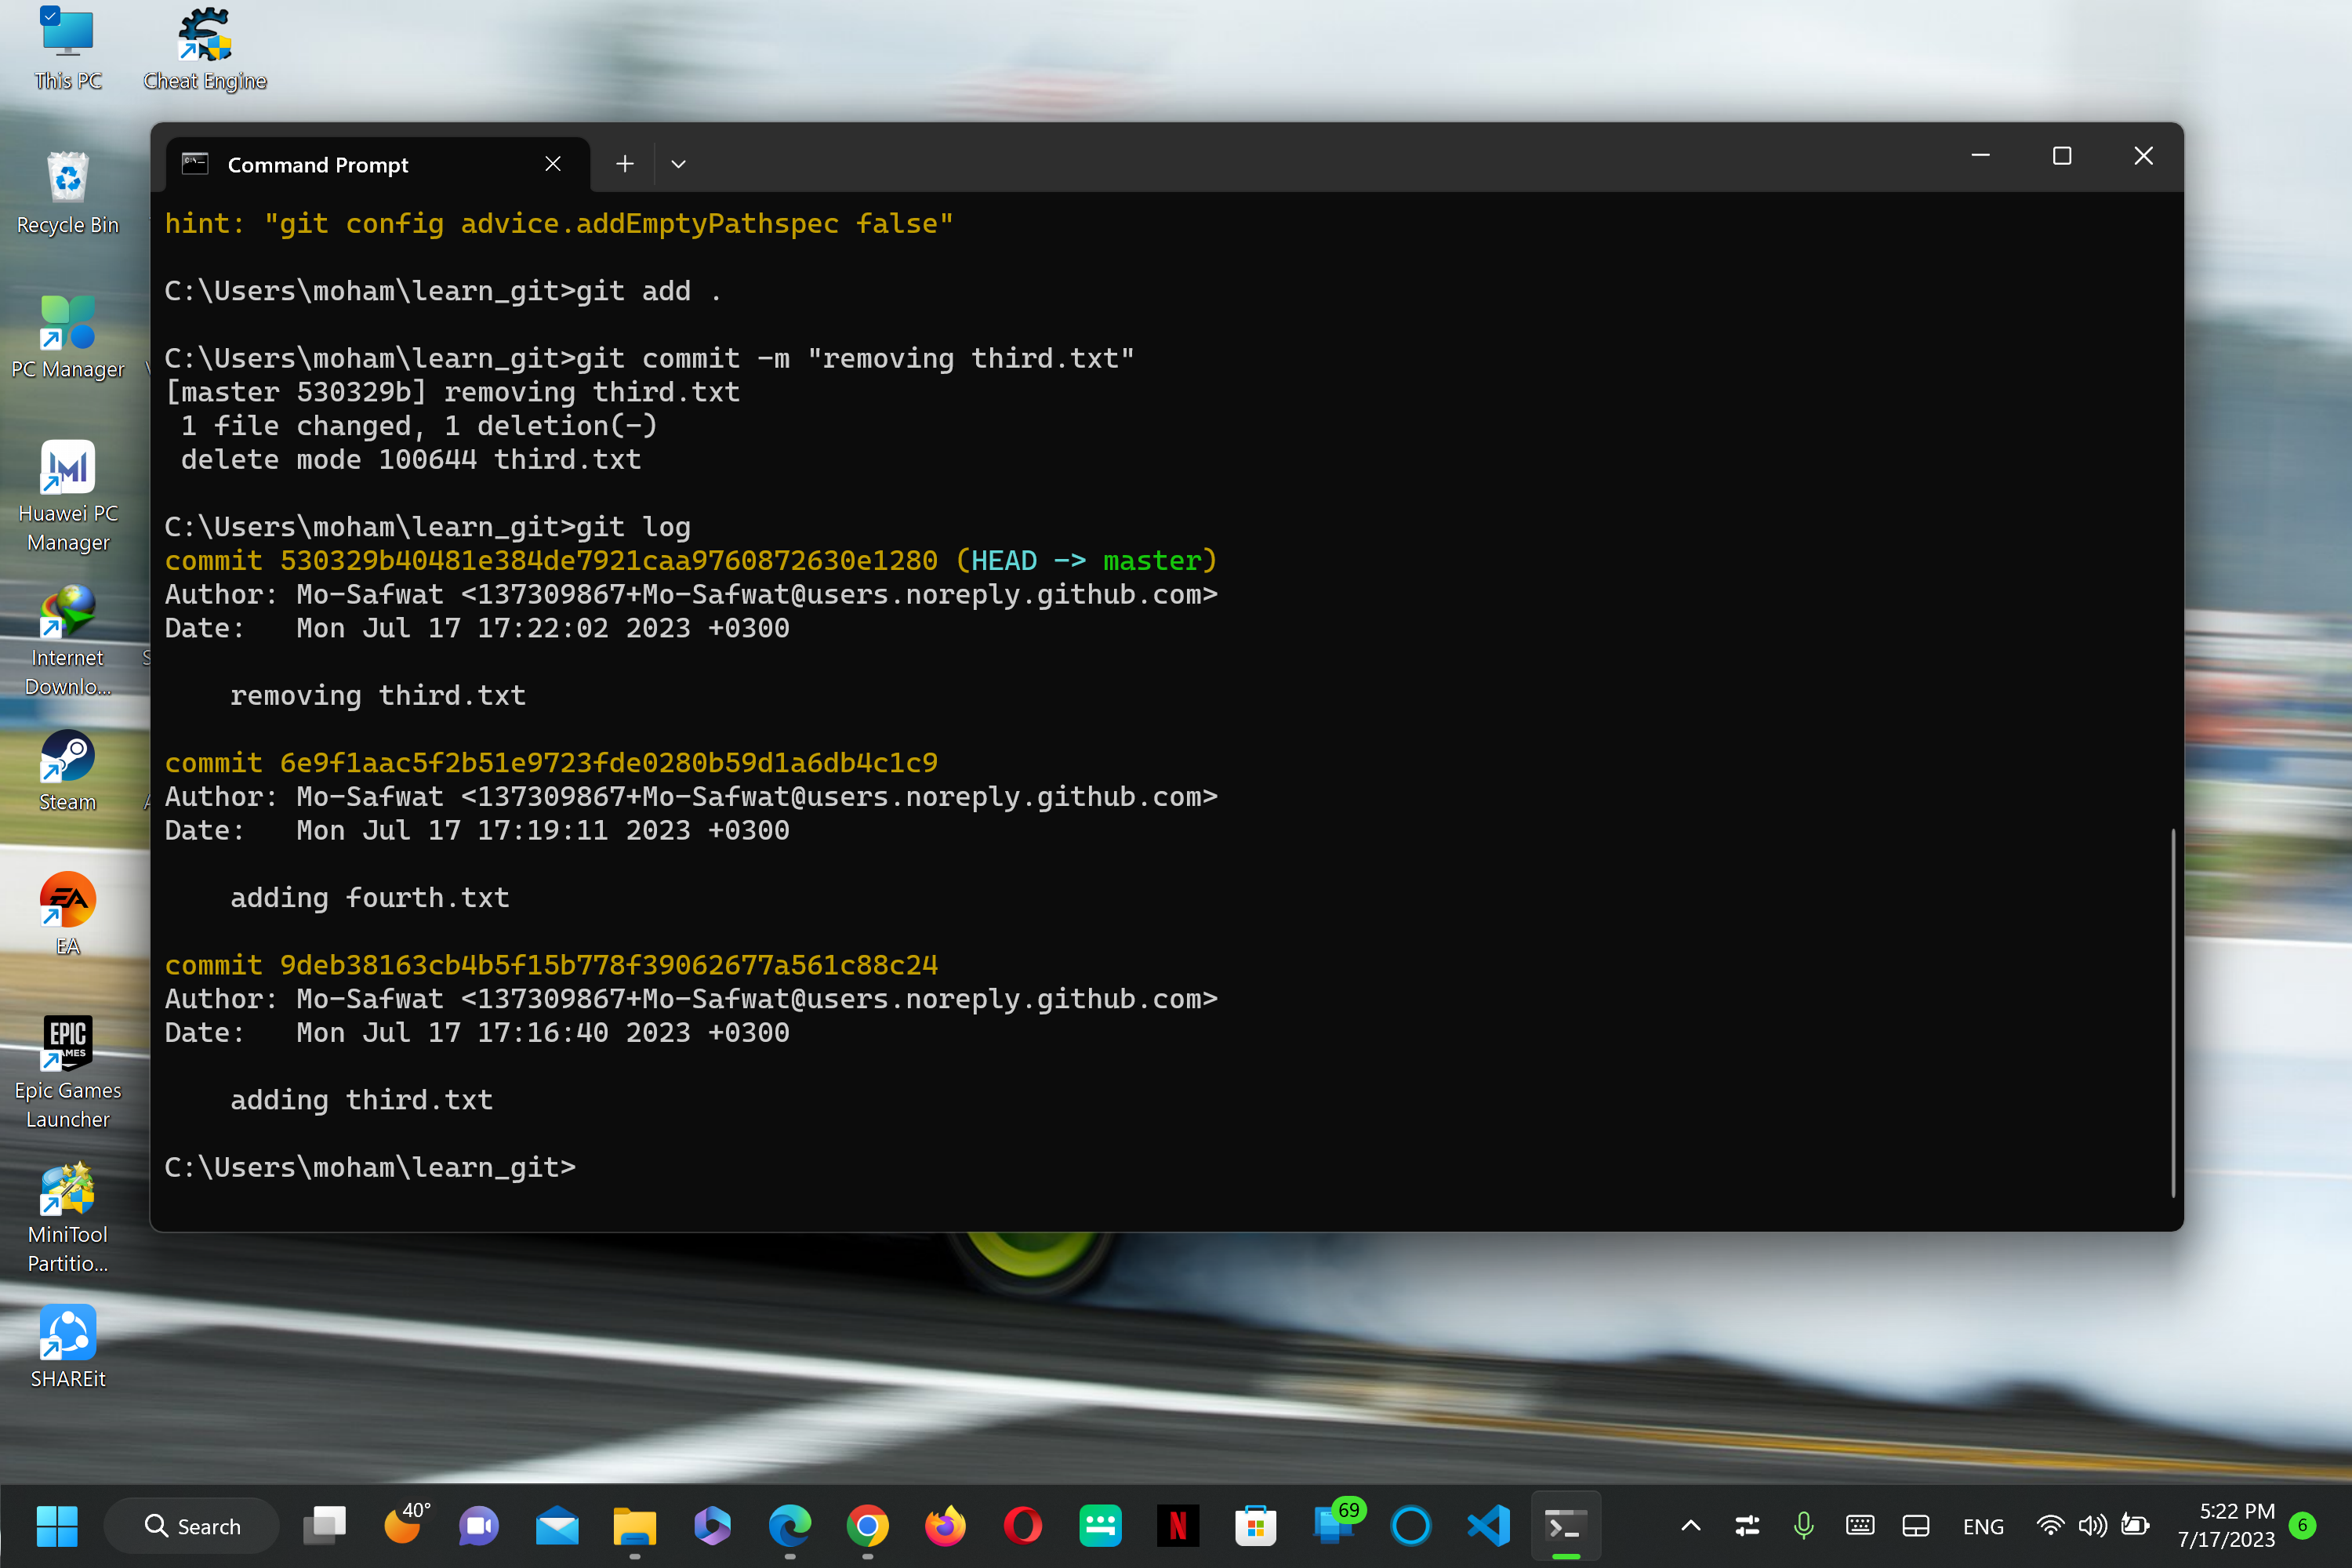 This PC
Cheat Engine
Recycle Bin
PC Manager
Huawei PC
Manager
Internet
Downlo...
Steam
EA
EPIC
GAMES
Epic Games
Launcher
MiniTool
Partitio...
SHAREit
Command Prompt
hint: "git config advice.addEmptyPathspec false"
C:\Users\moham\learn_git>git add .
C:\Users\moham\learn_git>git commit -m "removing third.txt"
[master 530329b] removing third.txt
1 file changed, 1 deletion(-)
delete mode 100644 third.txt
C:\Users\moham\learn_git>git log
commit 530329b40481e384de7921caa9760872630e1280 (HEAD -> master)
Author: Mo-Safwat <137309867+Mo-Safwat@users.noreply.github.com>
Date:   Mon Jul 17 17:22:02 2023 +0300
removing third.txt
commit 6e9f1aac5f2b51e9723fde0280b59d1a6db4c1c9
Author: Mo-Safwat <137309867+Mo-Safwat@users.noreply.github.com>
Date:   Mon Jul 17 17:19:11 2023 +0300
adding fourth.txt
commit 9deb38163cb4b5f15b778f39062677a561c88c24
Author: Mo-Safwat <137309867+Mo-Safwat@users.noreply.github.com>
Date:   Mon Jul 17 17:16:40 2023 +0300
adding third.txt
C:\Users\moham\learn_git>
Search
40°
69
ENG
5:22 PM
7/17/2023
6